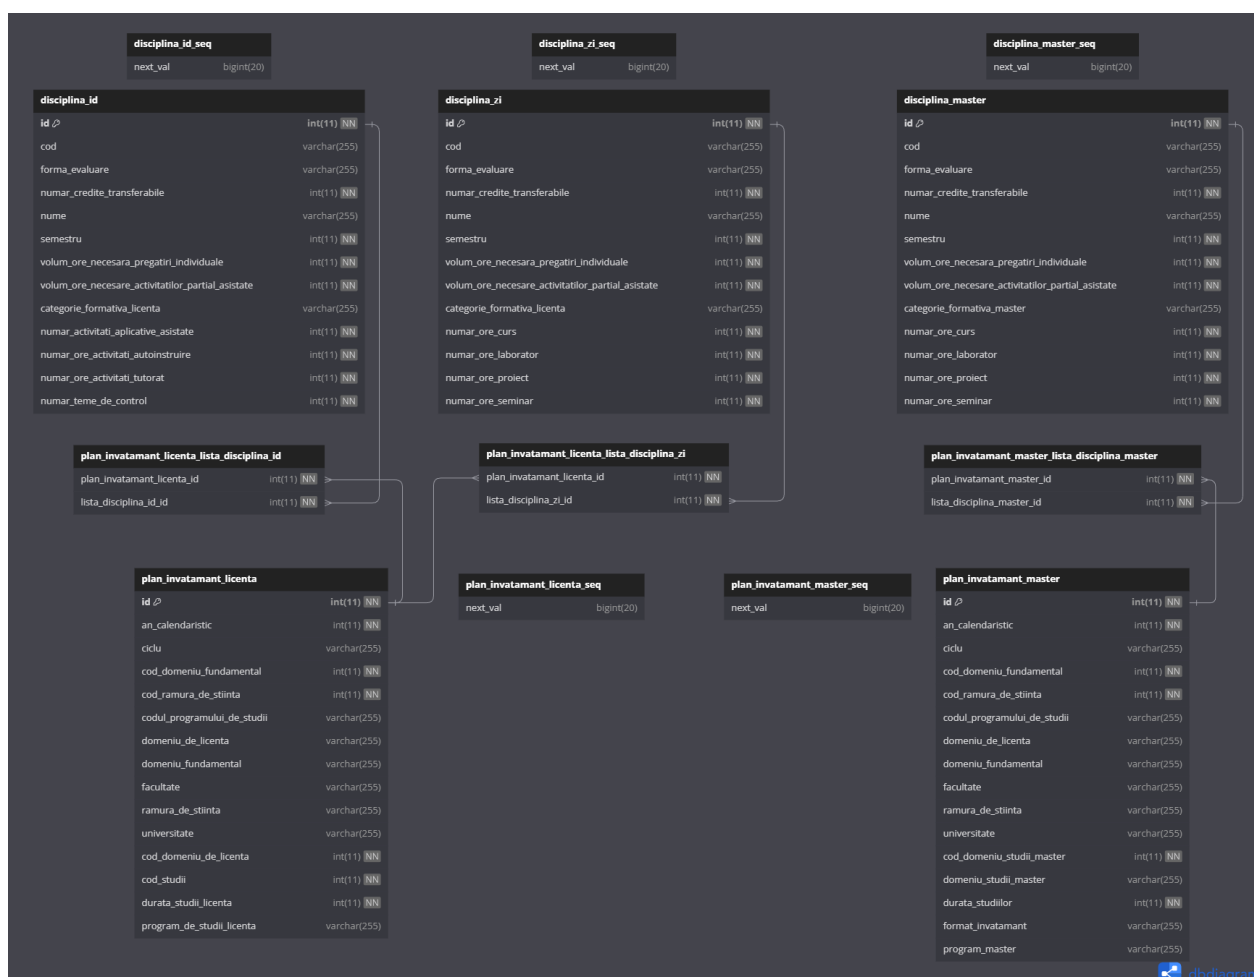 disciplina_id_seq
next_val bigint(20)
disciplina_zi_seq
next_val bigint(20)
disciplina_master_seq
next_val bigint(20)
disciplina_id
id int(11) NN
cod varchar(255)
forma_evaluare varchar(255)
numar_credite_transferabile int(11) NN
nume varchar(255)
semestru int(11) NN
volum_ore_necesara_pregatiri_individuale int(11) NN
volum_ore_necesare_activitatilor_partial_asistate int(11) NN
categorie_formativa_licenta varchar(255)
numar_activitati_aplicative_asistate int(11) NN
numar_ore_activitati_autoinstruire int(11) NN
numar_ore_activitati_tutorat int(11) NN
numar_teme_de_control int(11) NN
disciplina_zi
id int(11) NN
cod varchar(255)
forma_evaluare varchar(255)
numar_credite_transferabile int(11) NN
nume varchar(255)
semestru int(11) NN
volum_ore_necesara_pregatiri_individuale int(11) NN
volum_ore_necesare_activitatilor_partial_asistate int(11) NN
categorie_formativa_licenta varchar(255)
numar_ore_curs int(11) NN
numar_ore_laborator int(11) NN
numar_ore_proiect int(11) NN
numar_ore_seminar int(11) NN
disciplina_master
id int(11) NN
cod varchar(255)
forma_evaluare varchar(255)
numar_credite_transferabile int(11) NN
nume varchar(255)
semestru int(11) NN
volum_ore_necesara_pregatiri_individuale int(11) NN
volum_ore_necesare_activitatilor_partial_asistate int(11) NN
categorie_formativa_master varchar(255)
numar_ore_curs int(11) NN
numar_ore_laborator int(11) NN
numar_ore_proiect int(11) NN
numar_ore_seminar int(11) NN
plan_invatamant_licenta_lista_disciplina_id
plan_invatamant_licenta_id int(11) NN
lista_disciplina_id_id int(11) NN
plan_invatamant_licenta_lista_disciplina_zi
plan_invatamant_licenta_id int(11) NN
lista_disciplina_zi_id int(11) NN
plan_invatamant_master_lista_disciplina_master
plan_invatamant_master_id int(11) NN
lista_disciplina_master_id int(11) NN
plan_invatamant_licenta
id int(11) NN
an_calendaristic int(11) NN
ciclu varchar(255)
cod_domeniu_fundamental int(11) NN
cod_ramura_de_stiinta int(11) NN
codul_programului_de_studii varchar(255)
domeniu_de_licenta varchar(255)
domeniu_fundamental varchar(255)
facultate varchar(255)
ramura_de_stiinta varchar(255)
universitate varchar(255)
cod_domeniu_de_licenta int(11) NN
cod_studii int(11) NN
durata_studii_licenta int(11) NN
program_de_studii_licenta varchar(255)
plan_invatamant_licenta_seq
next_val bigint(20)
plan_invatamant_master_seq
next_val bigint(20)
plan_invatamant_master
id int(11) NN
an_calendaristic int(11) NN
ciclu varchar(255)
cod_domeniu_fundamental int(11) NN
cod_ramura_de_stiinta int(11) NN
codul_programului_de_studii varchar(255)
domeniu_de_licenta varchar(255)
domeniu_fundamental varchar(255)
facultate varchar(255)
ramura_de_stiinta varchar(255)
universitate varchar(255)
cod_domeniu_studii_master int(11) NN
domeniu_studii_master varchar(255)
durata_studiilor int(11) NN
format_invatamant varchar(255)
program_master varchar(255)